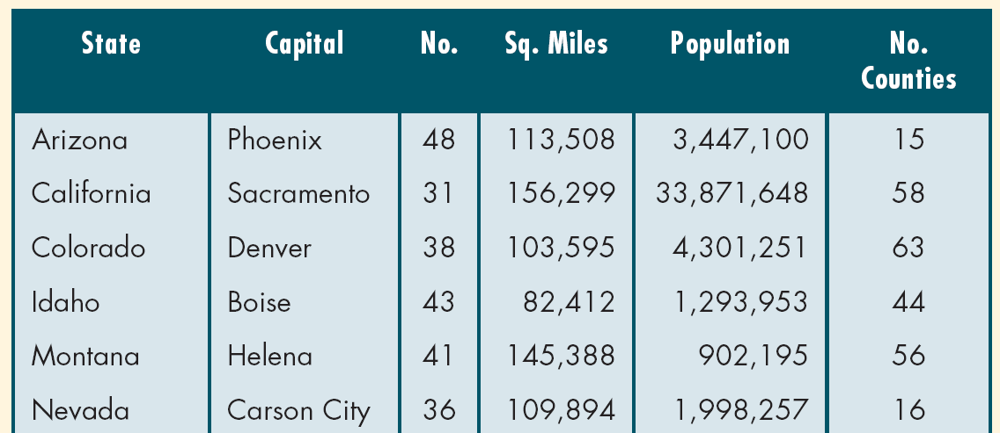 State Capital No. Sq. Miles Population No.
Counties
Arizona Phoenix 48 113,508 3,447,100 15
California Sacramento 31 156,299 33,871,648 58
Colorado Denver 38 103,595 4,301,251 63
Idaho Boise 43 82,412 1,293,953 44
Montana Helena 41 145,388 902,195 56
Nevada Carson City 36 109,894 1,998,257 16